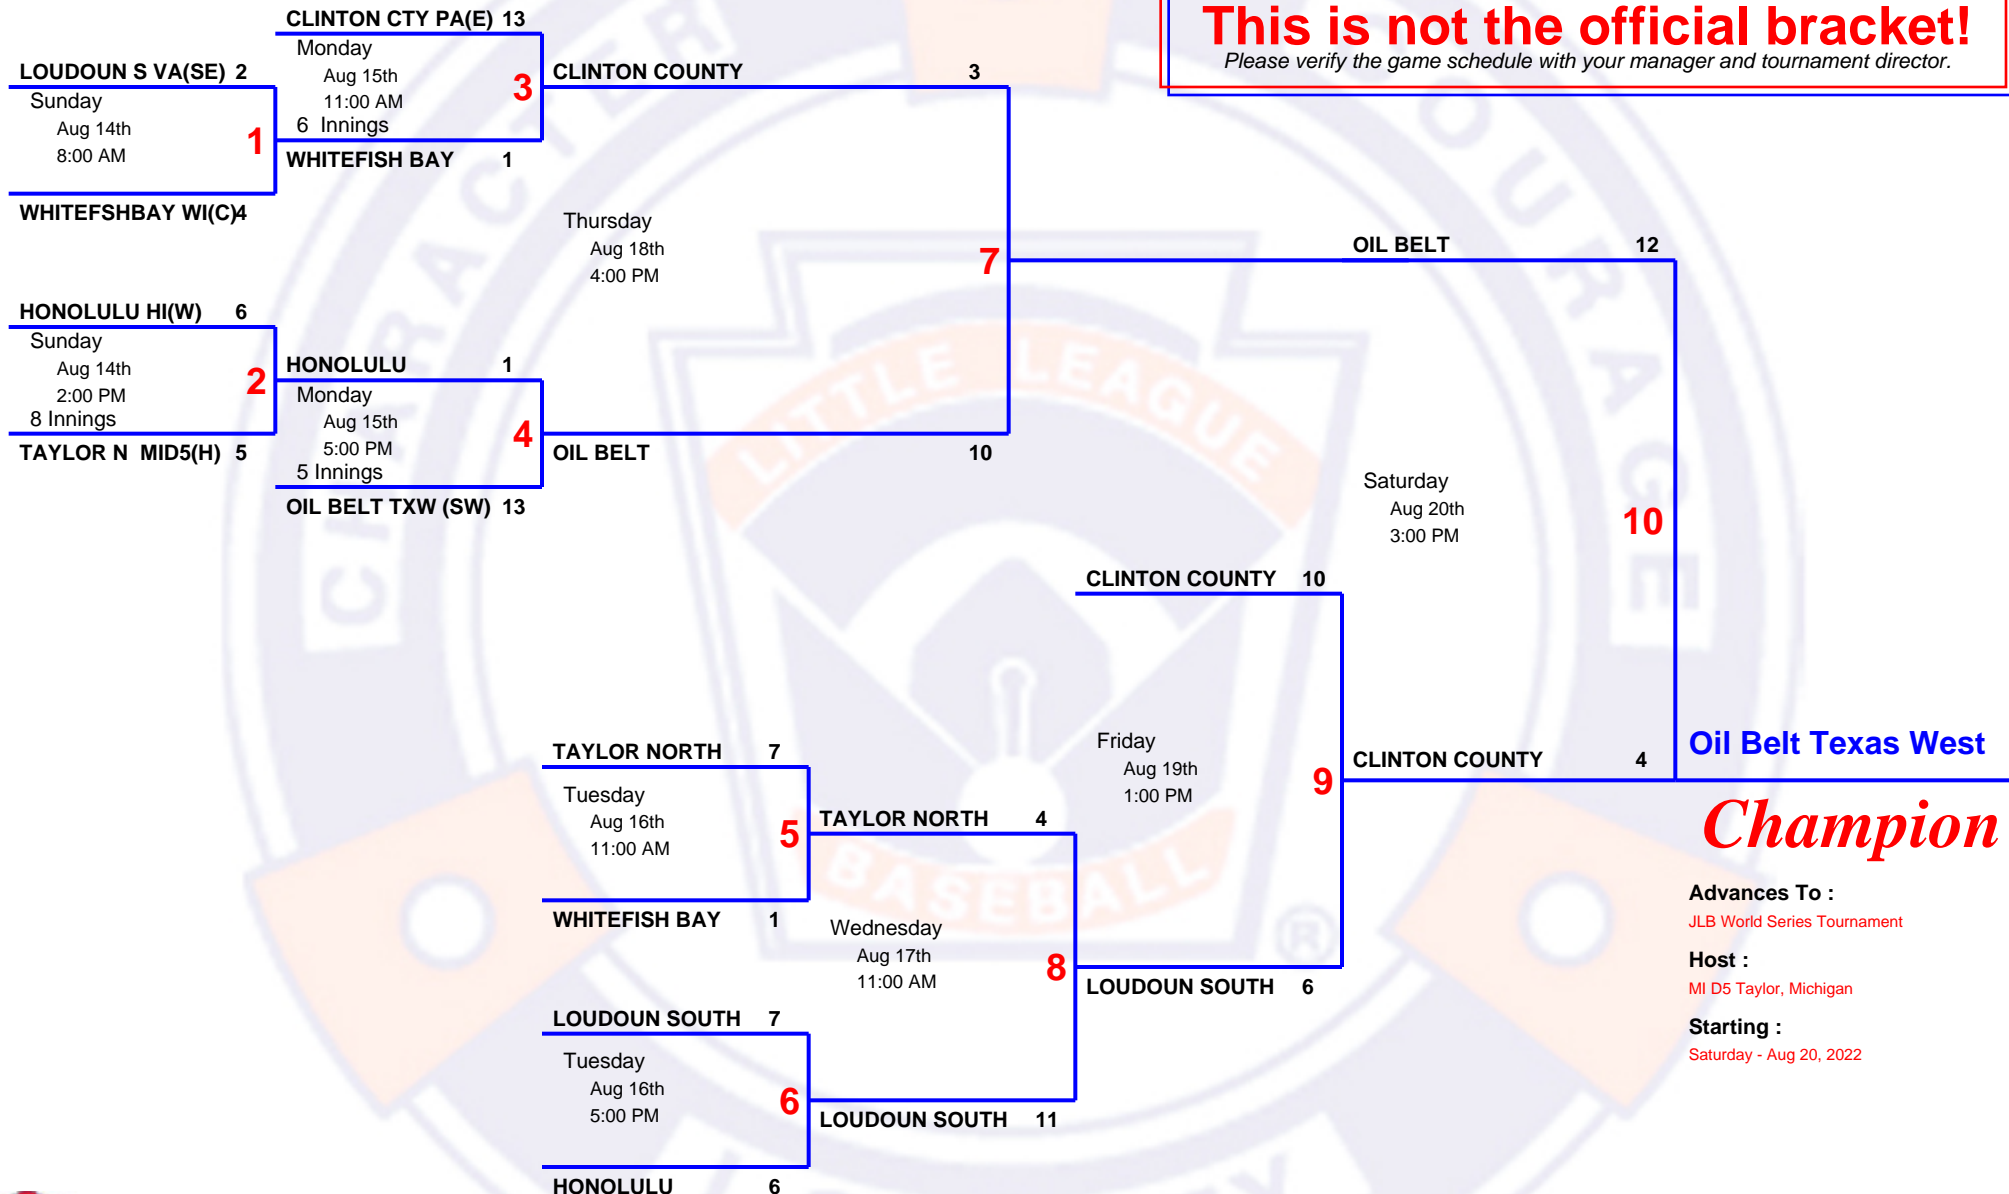 This is not the official bracket!
Please verify the game schedule with your manager and tournament director.
CLINTON CTY PA(E) 13
Monday
Aug 15th
11:00 AM
6 Innings
3
WHITEFISH BAY 1
LOUDOUN S VA(SE) 2
Sunday
Aug 14th
8:00 AM
1
WHITEFSHBAY WI(C)4
CLINTON COUNTY 3
Thursday
Aug 18th
4:00 PM
7
OIL BELT 10
HONOLULU HI(W) 6
Sunday
Aug 14th
2:00 PM
8 Innings
2
TAYLOR N MID5(H) 5
HONOLULU 1
Monday
Aug 15th
5:00 PM
5 Innings
4
OIL BELT TXW (SW) 13
OIL BELT 12
Saturday
Aug 20th
3:00 PM
10
CLINTON COUNTY 4
CLINTON COUNTY 10
Friday
Aug 19th
1:00 PM
9
LOUDOUN SOUTH 6
TAYLOR NORTH 7
Tuesday
Aug 16th
11:00 AM
5
WHITEFISH BAY 1
TAYLOR NORTH 4
Wednesday
Aug 17th
11:00 AM
8
LOUDOUN SOUTH 11
LOUDOUN SOUTH 7
Tuesday
Aug 16th
5:00 PM
6
HONOLULU 6
Oil Belt Texas West
Champion
Advances To :
JLB World Series Tournament
Host :
MI D5 Taylor, Michigan
Starting :
Saturday - Aug 20, 2022
CHARACTER
COURAGE
LITTLE LEAGUE
BASEBALL
®